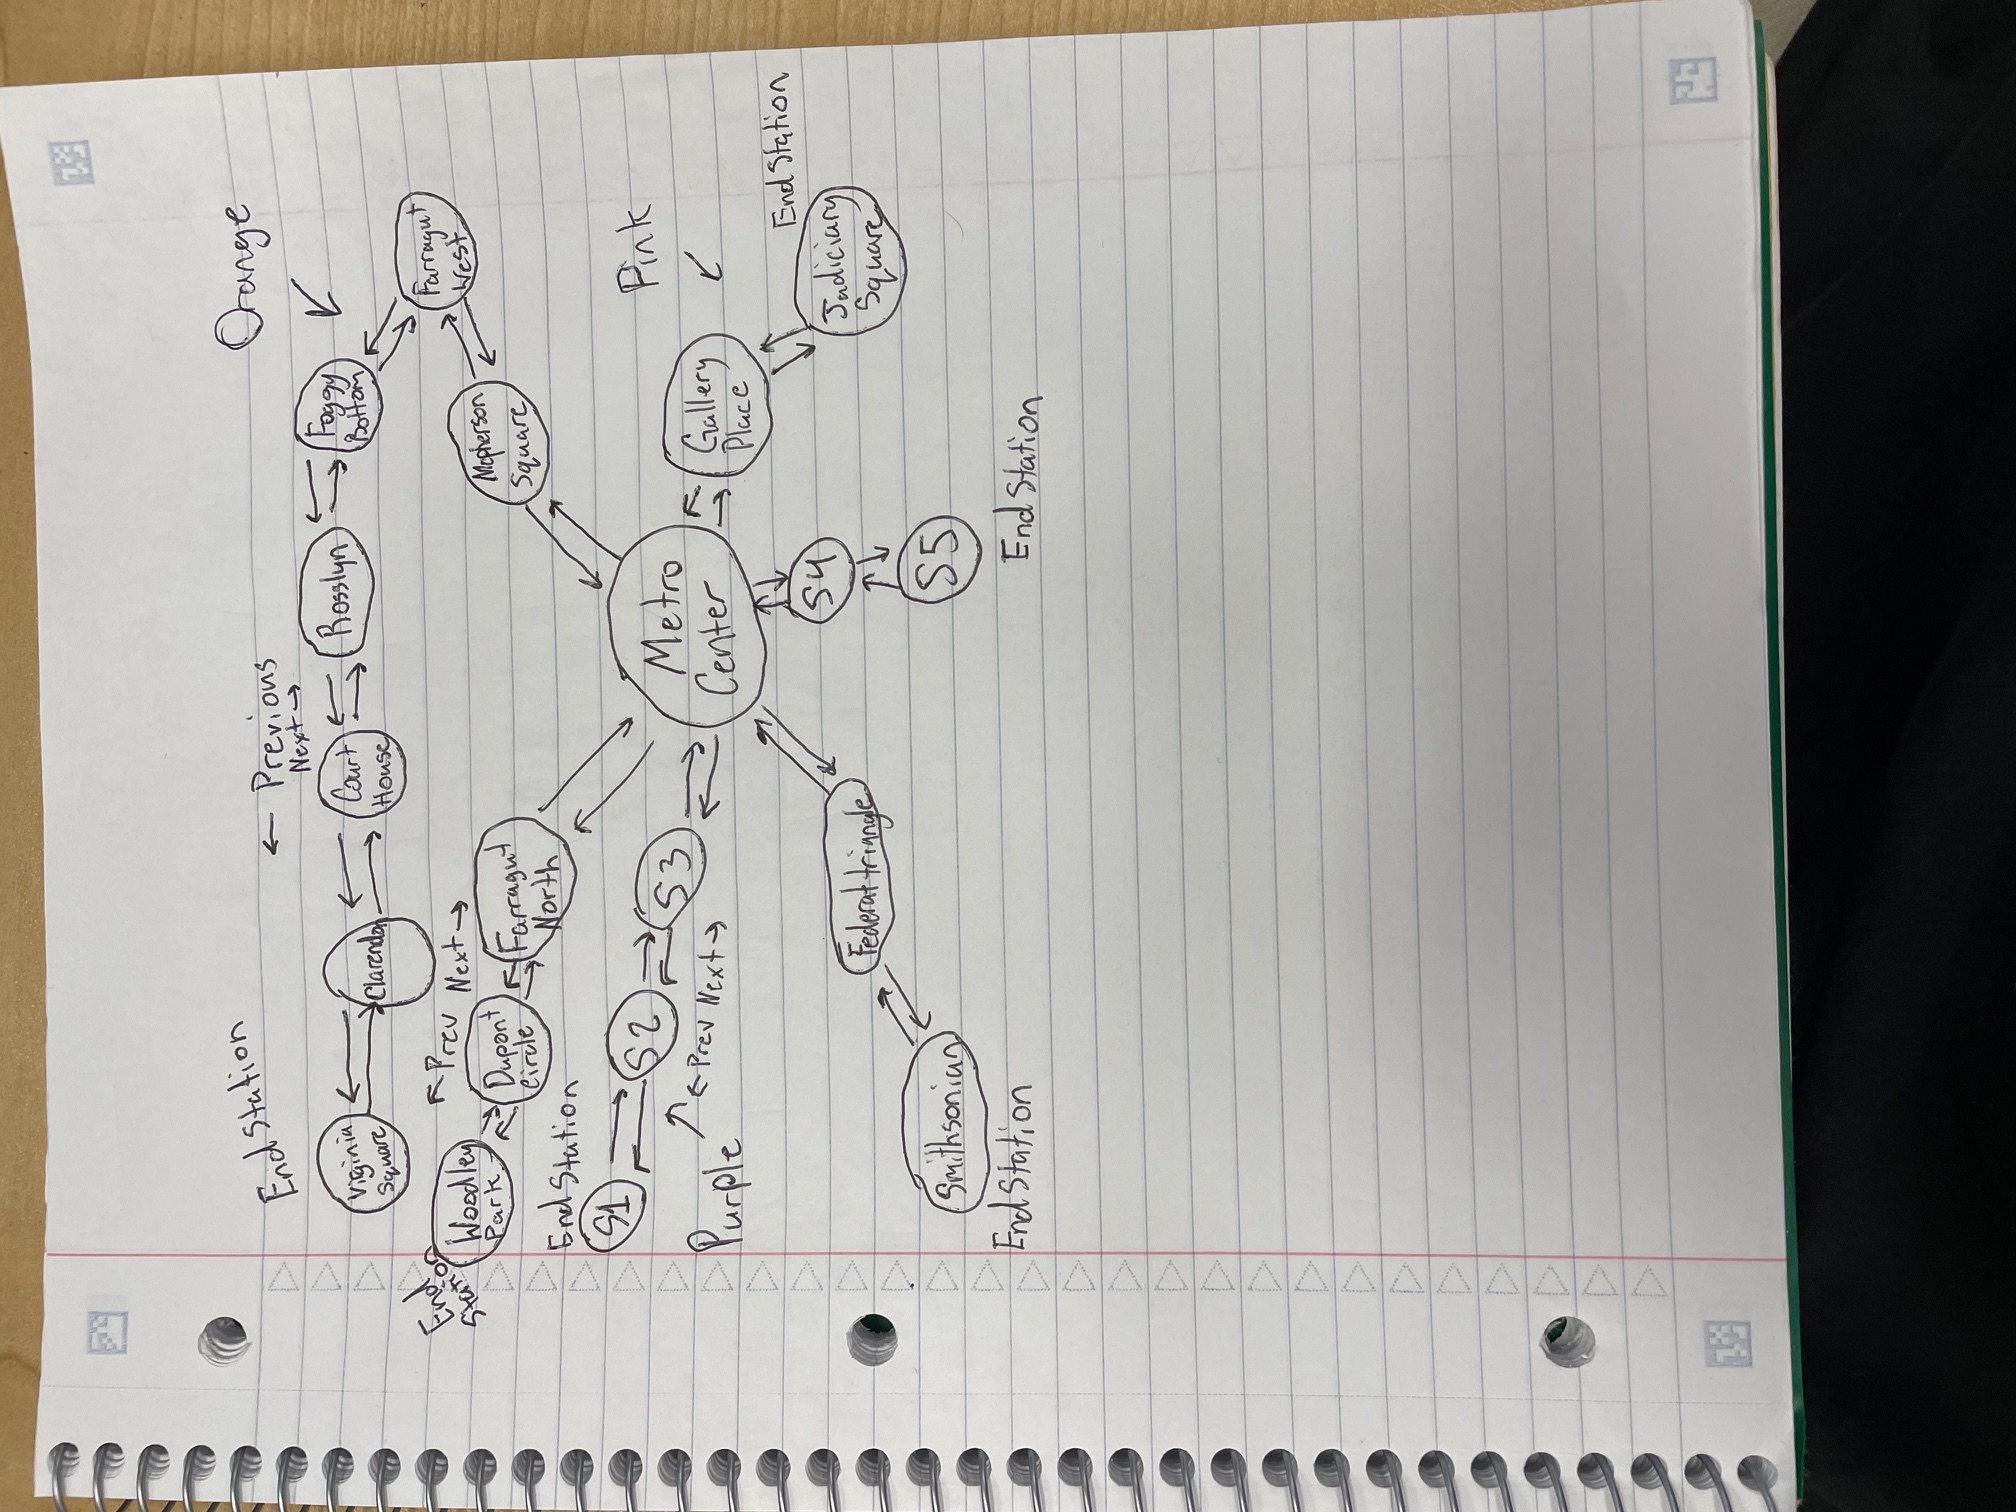 End Station
← Previous
Next →
Orange
Virginia
Square
Clarendon
Court
House
Rosslyn
Foggy
Bottom
Farragut
West
Mcpherson
Square
End
Station
Woodley
Park
Prev Next →
Dupont
Circle
Farragut
North
End Station
S1
S2
S3
← Prev Next →
Purple
Metro
Center
Pink
Gallery
Place
End Station
Judiciary
Square
S4
S5
End Station
Federal triangle
Smithsonian
End Station